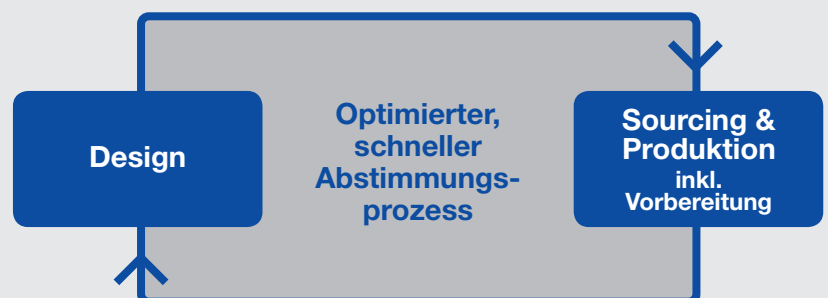 Design
Optimierter,
schneller
Abstimmungs-
prozess
Sourcing &
Produktion
inkl.
Vorbereitung